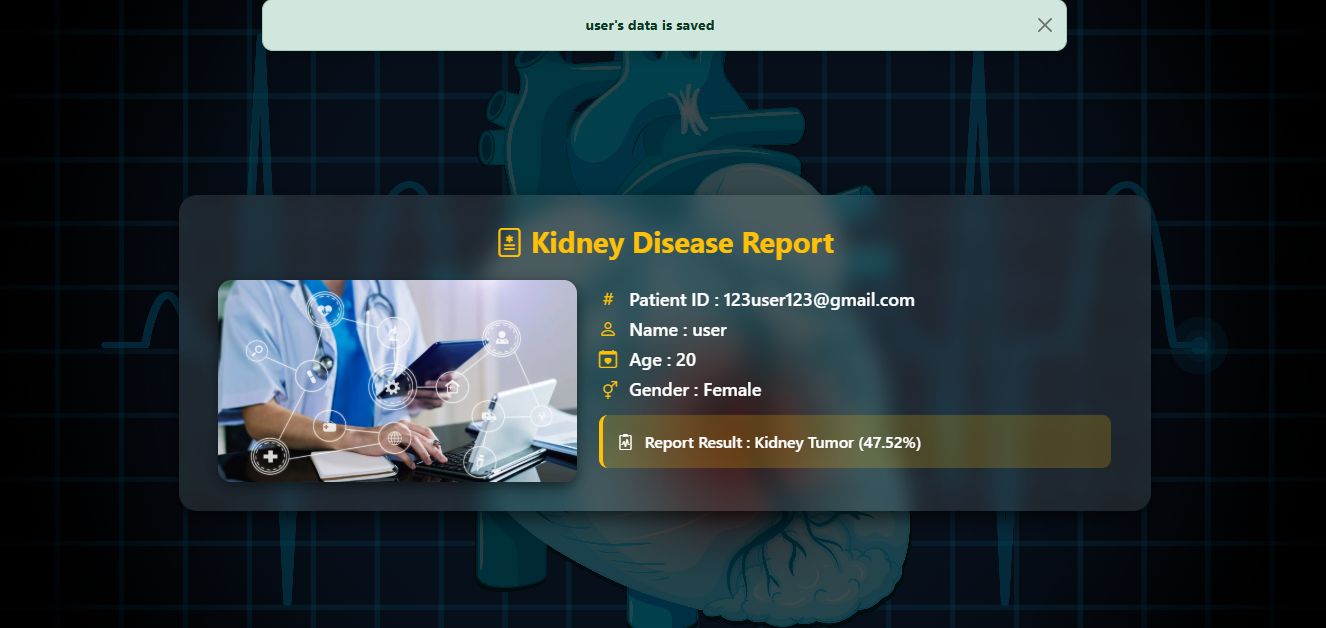 user's data is saved
Kidney Disease Report
# Patient ID : 123user123@gmail.com
Name : user
Age : 20
Gender : Female
Report Result : Kidney Tumor (47.52%)